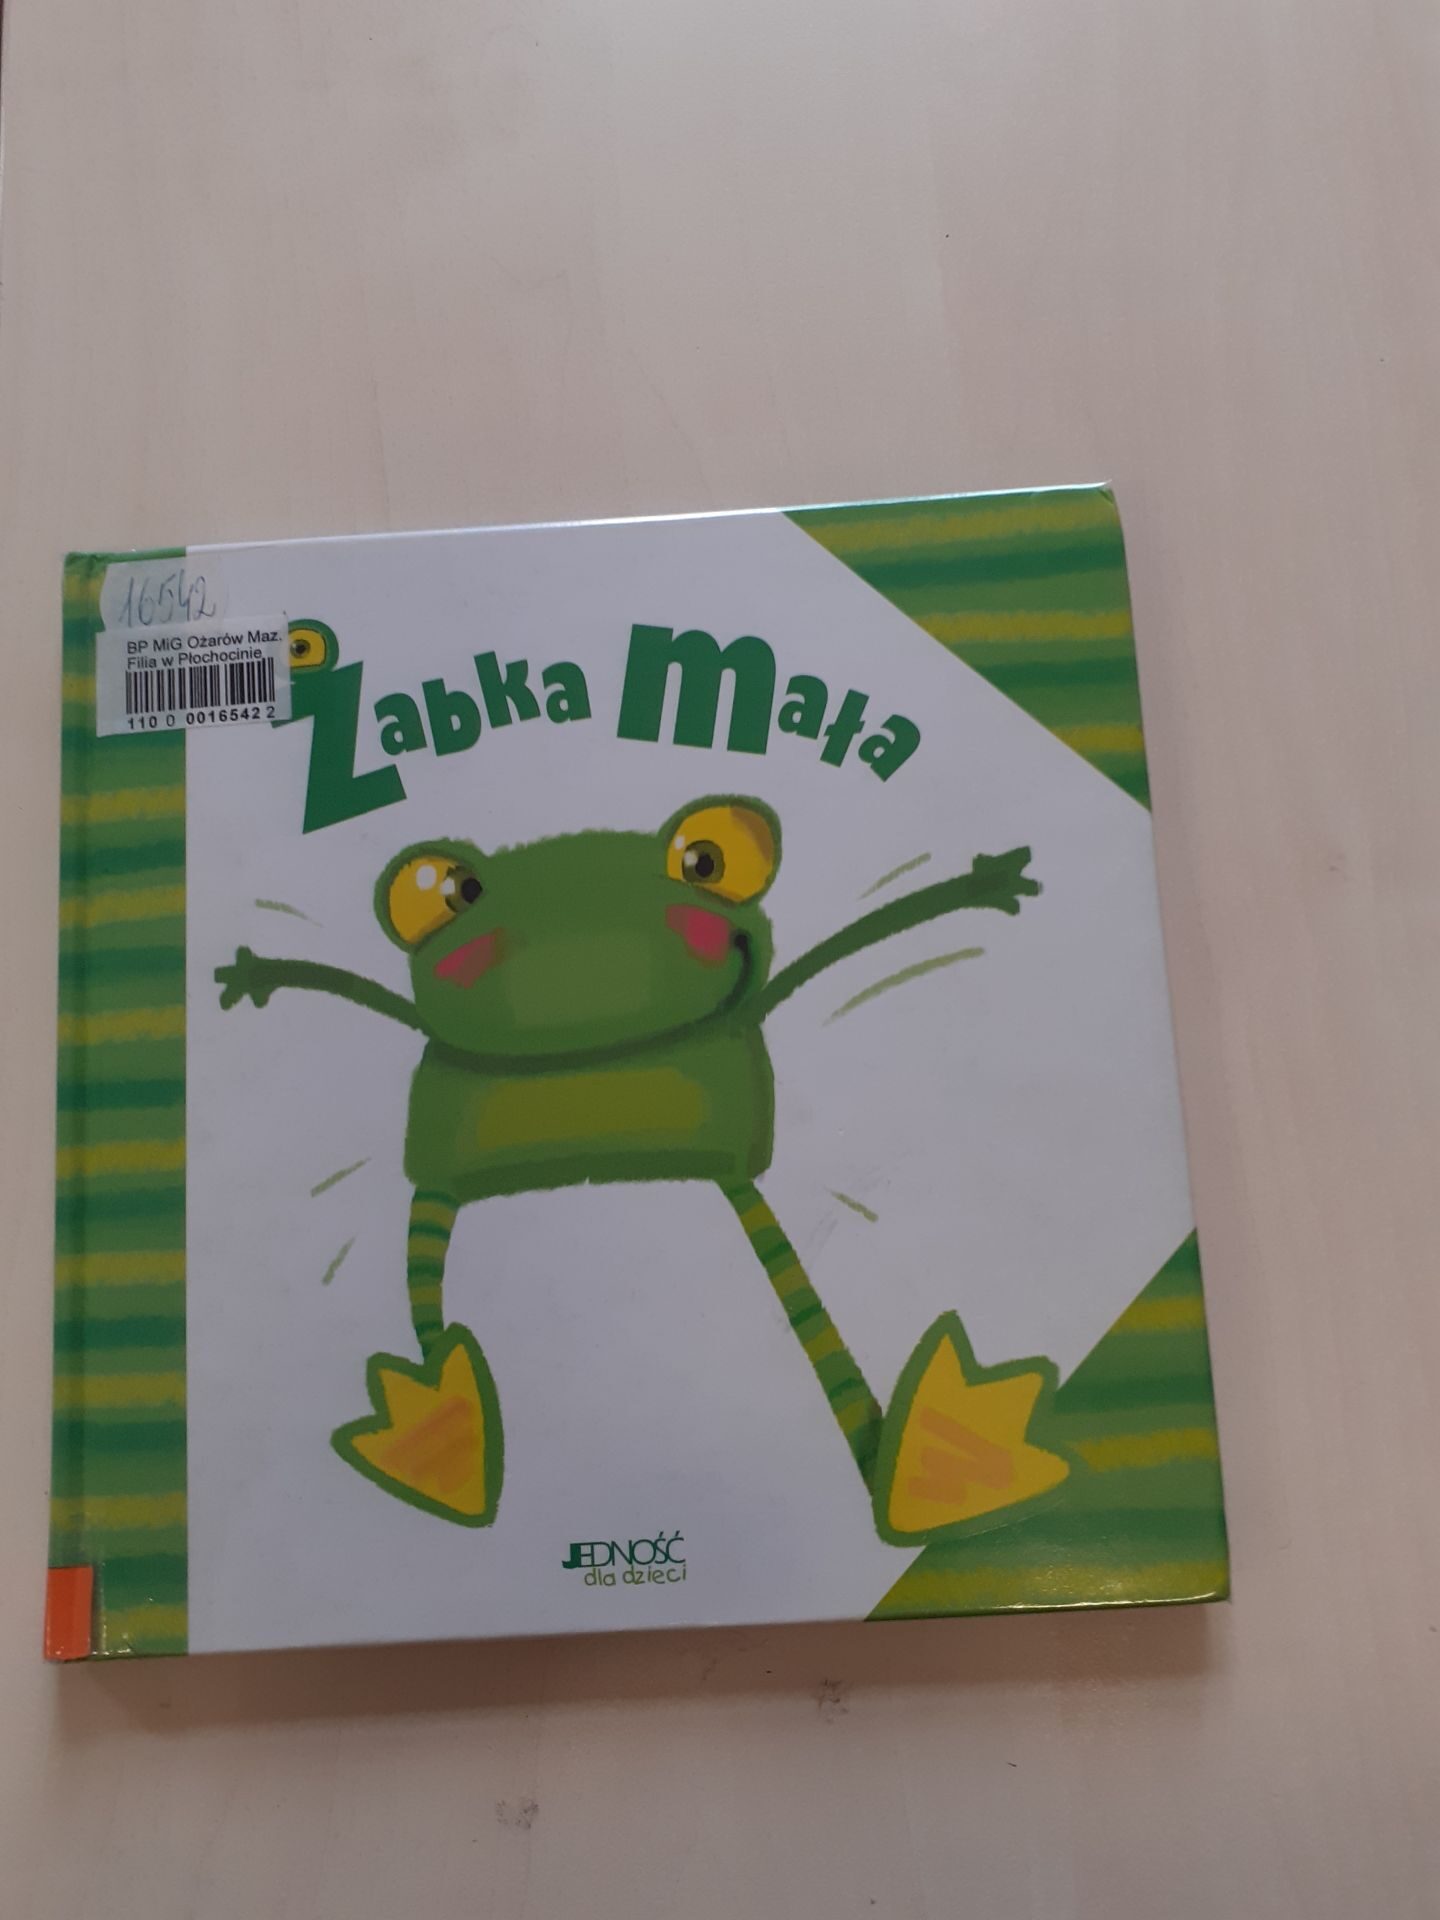 16542
BP MiG Ożarów Maz.
Filia w Płochocinie
110 0 0016542 2
Żabka Mała
JEDNOŚĆ
dla dzieci